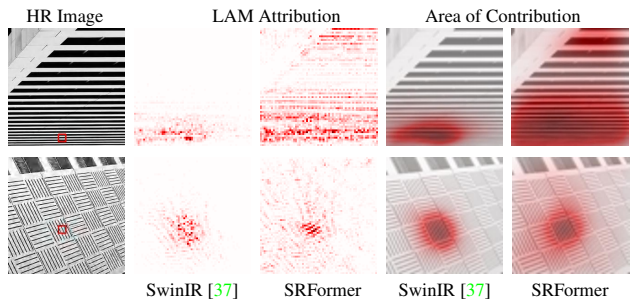 HR Image LAM Attribution Area of Contribution
SwinIR [37] SRFormer SwinIR [37] SRFormer